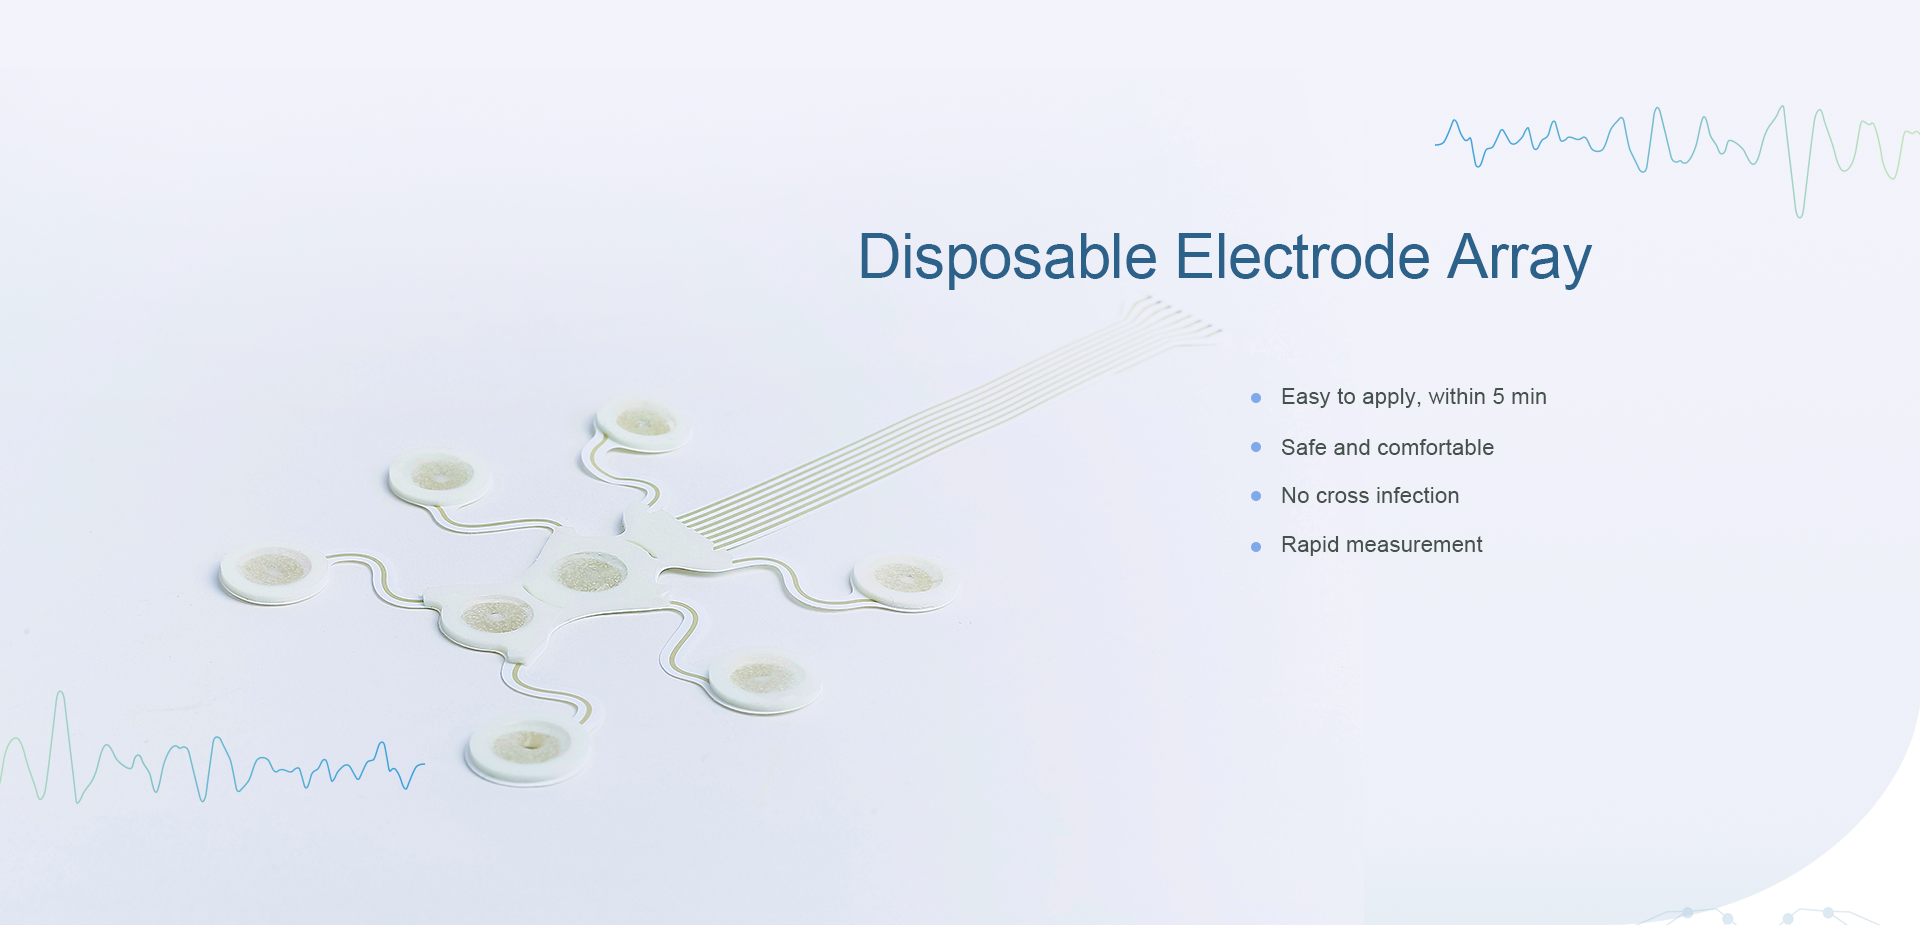 Disposable Electrode Array
Easy to apply, within 5 min
Safe and comfortable
No cross infection
Rapid measurement